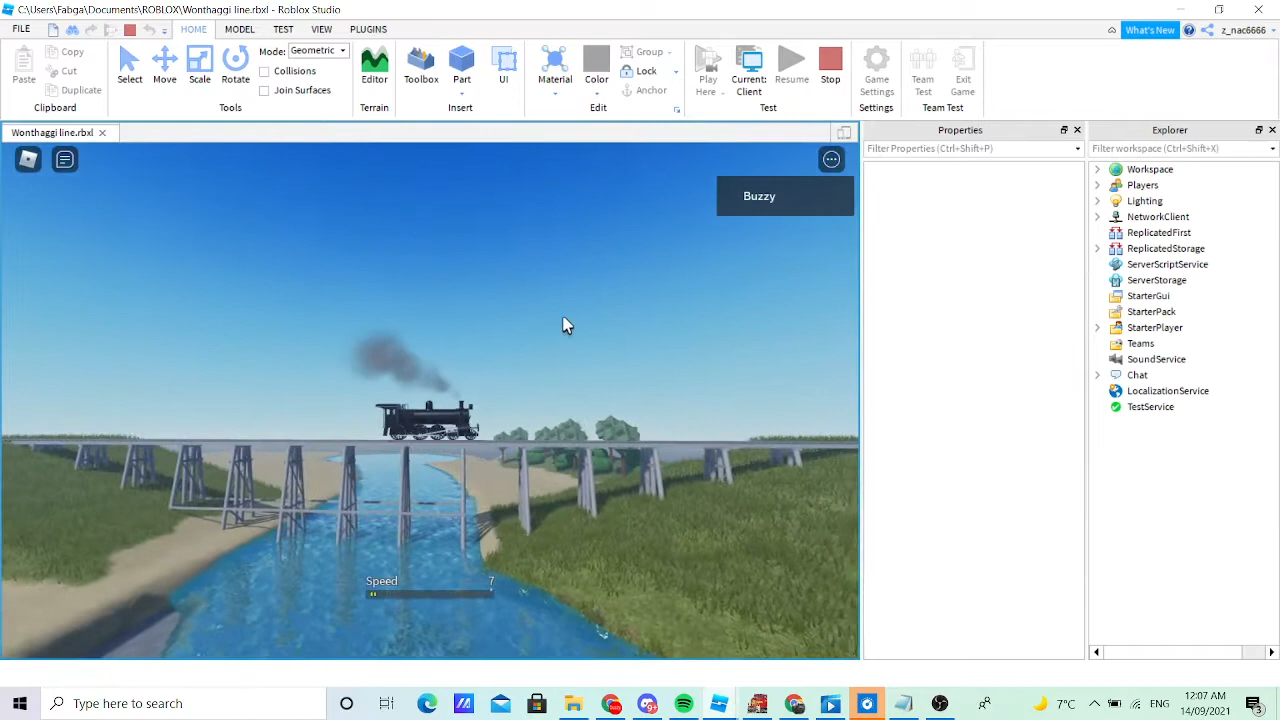 C:\Users\Fabga\Documents\ROBLOX\Wonthaggi line.rbxl - Roblox Studio
FILE HOME MODEL TEST VIEW PLUGINS What's New z_nac6666
Paste Copy Cut Duplicate Clipboard
Select Move Scale Rotate Mode: Geometric Collisions Join Surfaces Tools
Editor Terrain
Toolbox Part UI Insert
Material Color Group Lock Anchor Edit
Play Here Current: Client Resume Stop Test
Game Settings Settings
Team Test Exit Game Team Test
Wonthaggi line.rbxl
Buzzy
Speed 7
Properties
Filter Properties (Ctrl+Shift+P)
Explorer
Filter workspace (Ctrl+Shift+X)
Workspace
Players
Lighting
NetworkClient
ReplicatedFirst
ReplicatedStorage
ServerScriptService
ServerStorage
StarterGui
StarterPack
StarterPlayer
Teams
SoundService
Chat
LocalizationService
TestService
Type here to search
7°C ENG 12:07 AM
14/09/2021 3